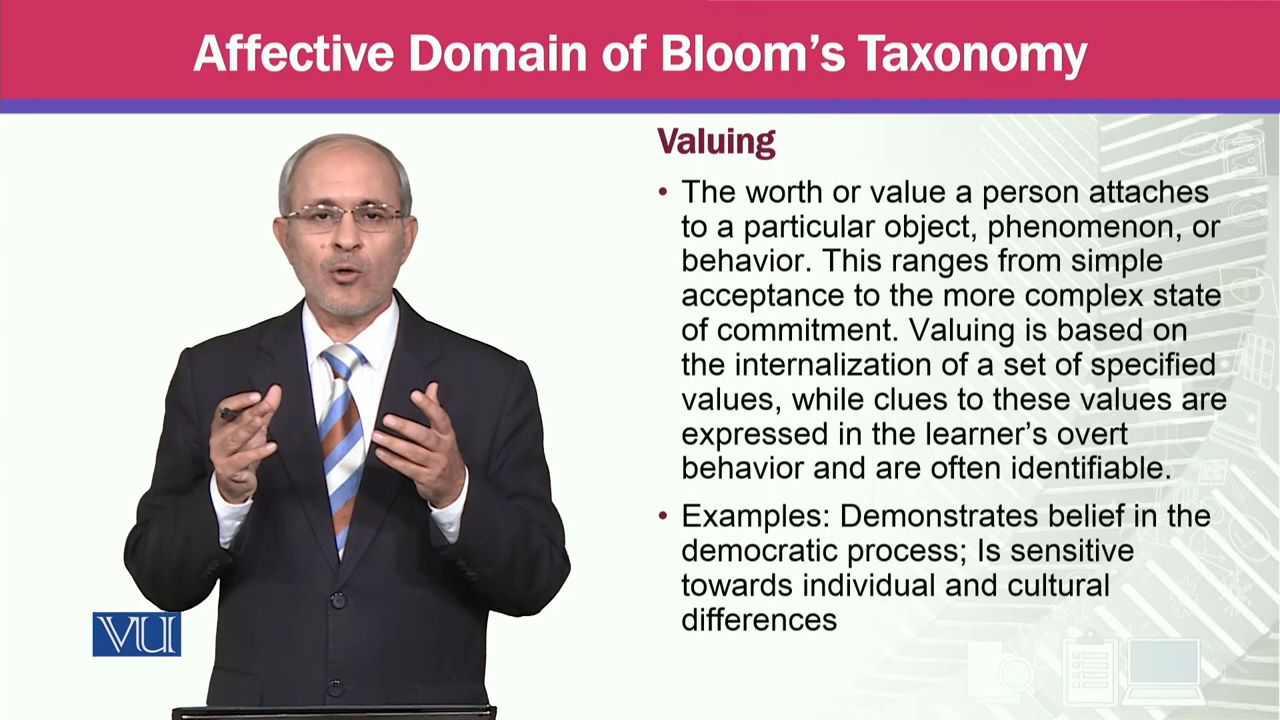 Affective Domain of Bloom’s Taxonomy
Valuing
• The worth or value a person attaches
to a particular object, phenomenon, or
behavior. This ranges from simple
acceptance to the more complex state
of commitment. Valuing is based on
the internalization of a set of specified
values, while clues to these values are
expressed in the learner’s overt
behavior and are often identifiable.
• Examples: Demonstrates belief in the
democratic process; Is sensitive
towards individual and cultural
differences
VU